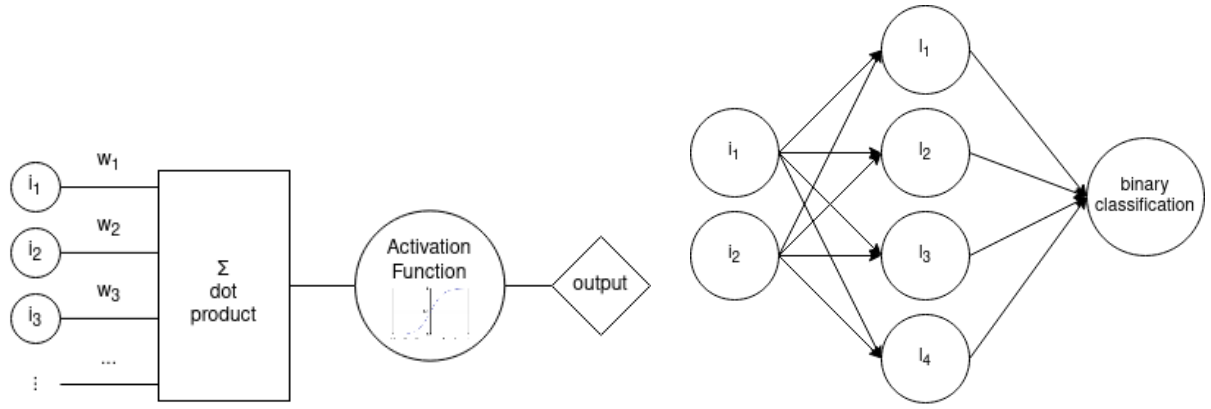 i₁
w₁
i₂
w₂
i₃
w₃
...
⋮
Σ
dot
product
Activation
Function
output
i₁
i₂
l₁
l₂
l₃
l₄
binary
classification